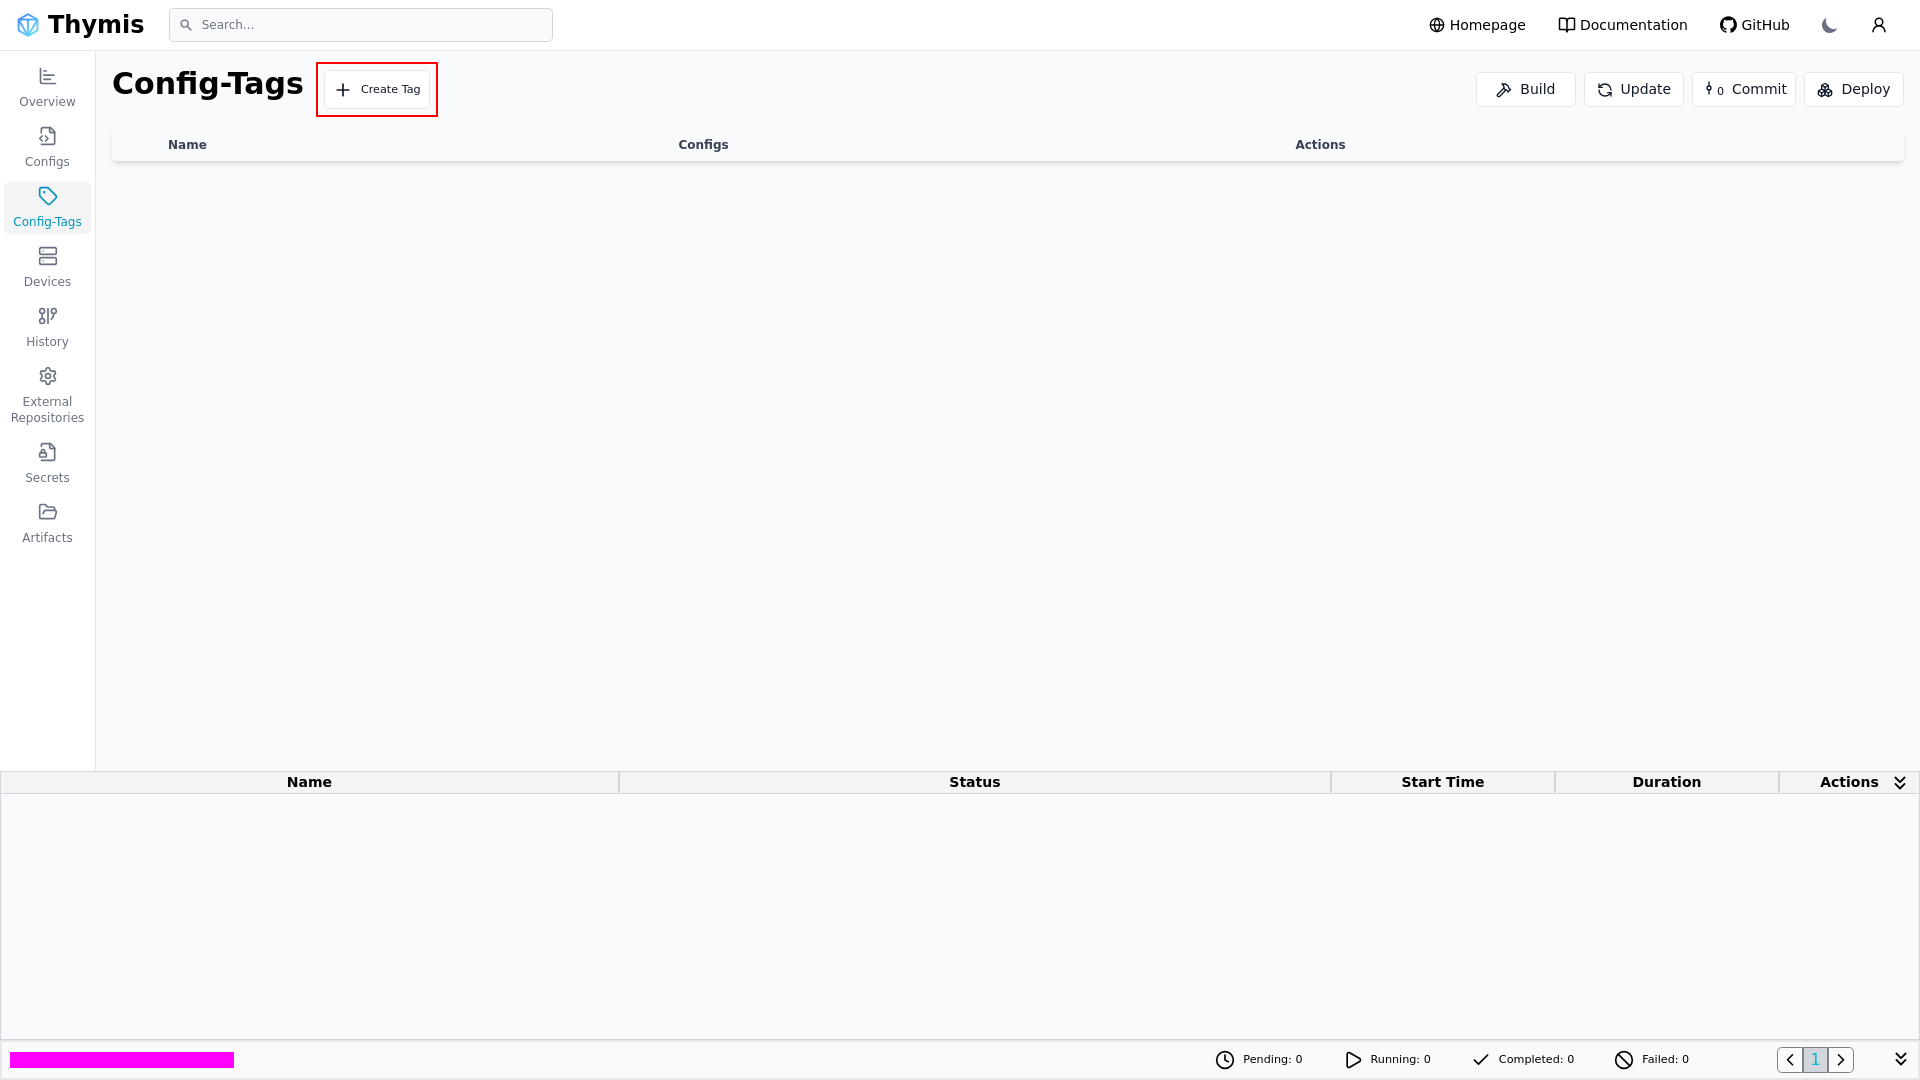 Thymis
Search...
Homepage
Documentation
GitHub
Overview
Configs
Config-Tags
Devices
History
External
Repositories
Secrets
Artifacts
Config-Tags
Create Tag
Build
Update
0 Commit
Deploy
Name Configs Actions
Name Status Start Time Duration Actions
Pending: 0
Running: 0
Completed: 0
Failed: 0
1